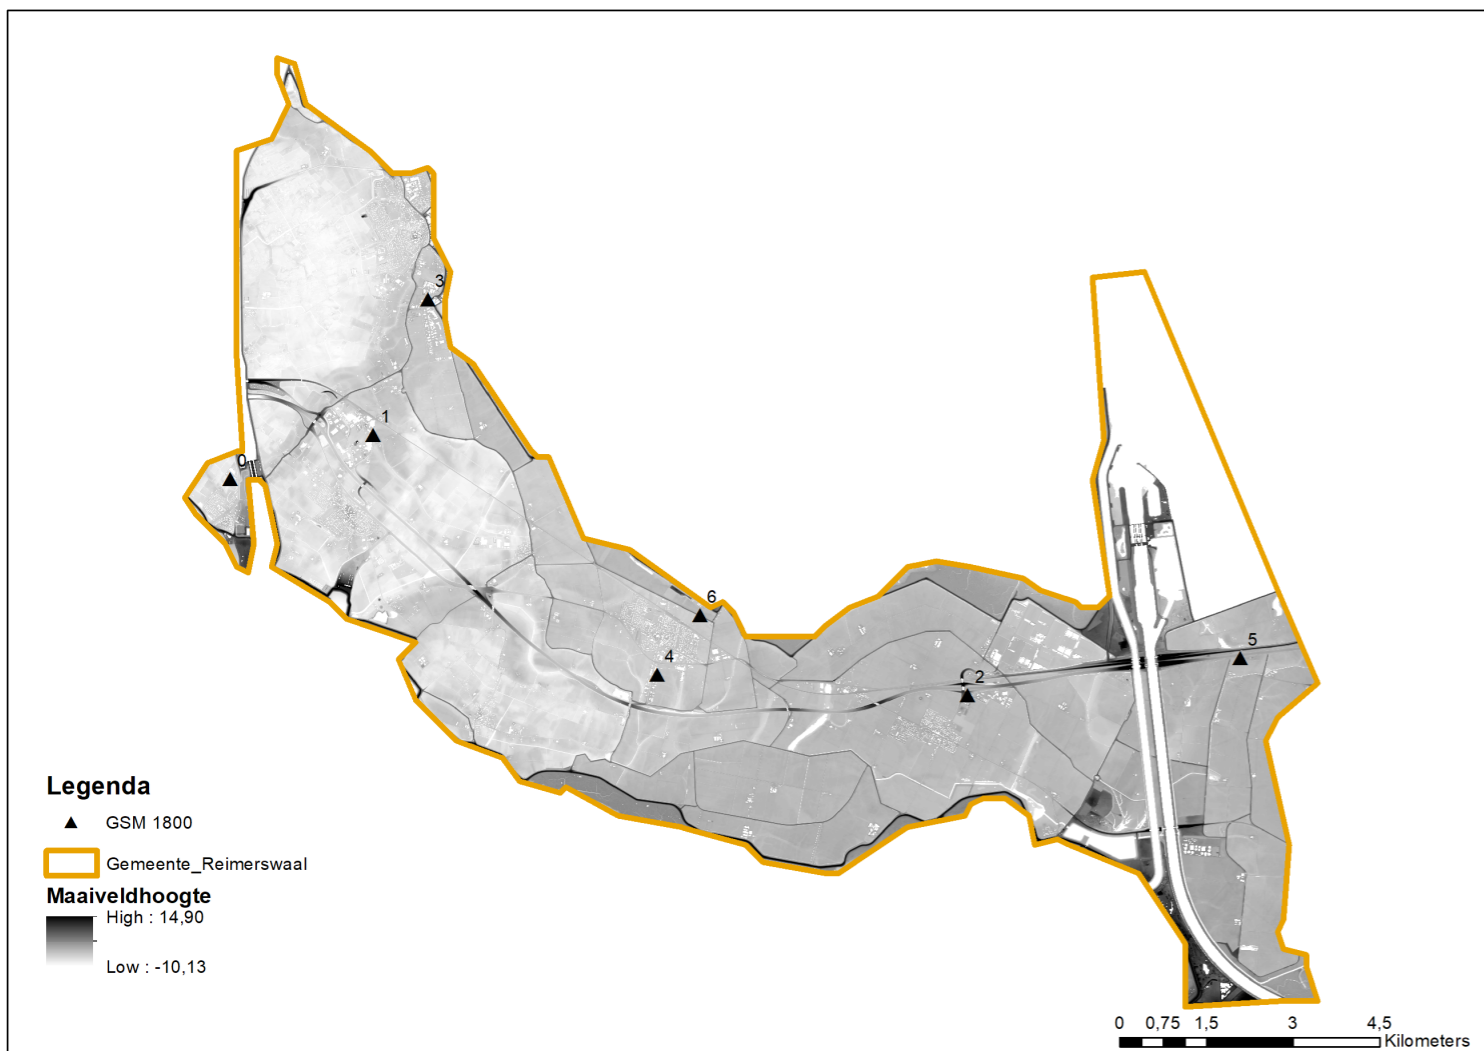 3
1
0
6
4
5
2
Legenda
GSM 1800
Gemeente_Reimerswaal
Maaiveldhoogte
High : 14,90
Low : -10,13
0 0,75 1,5 3 4,5
Kilometers